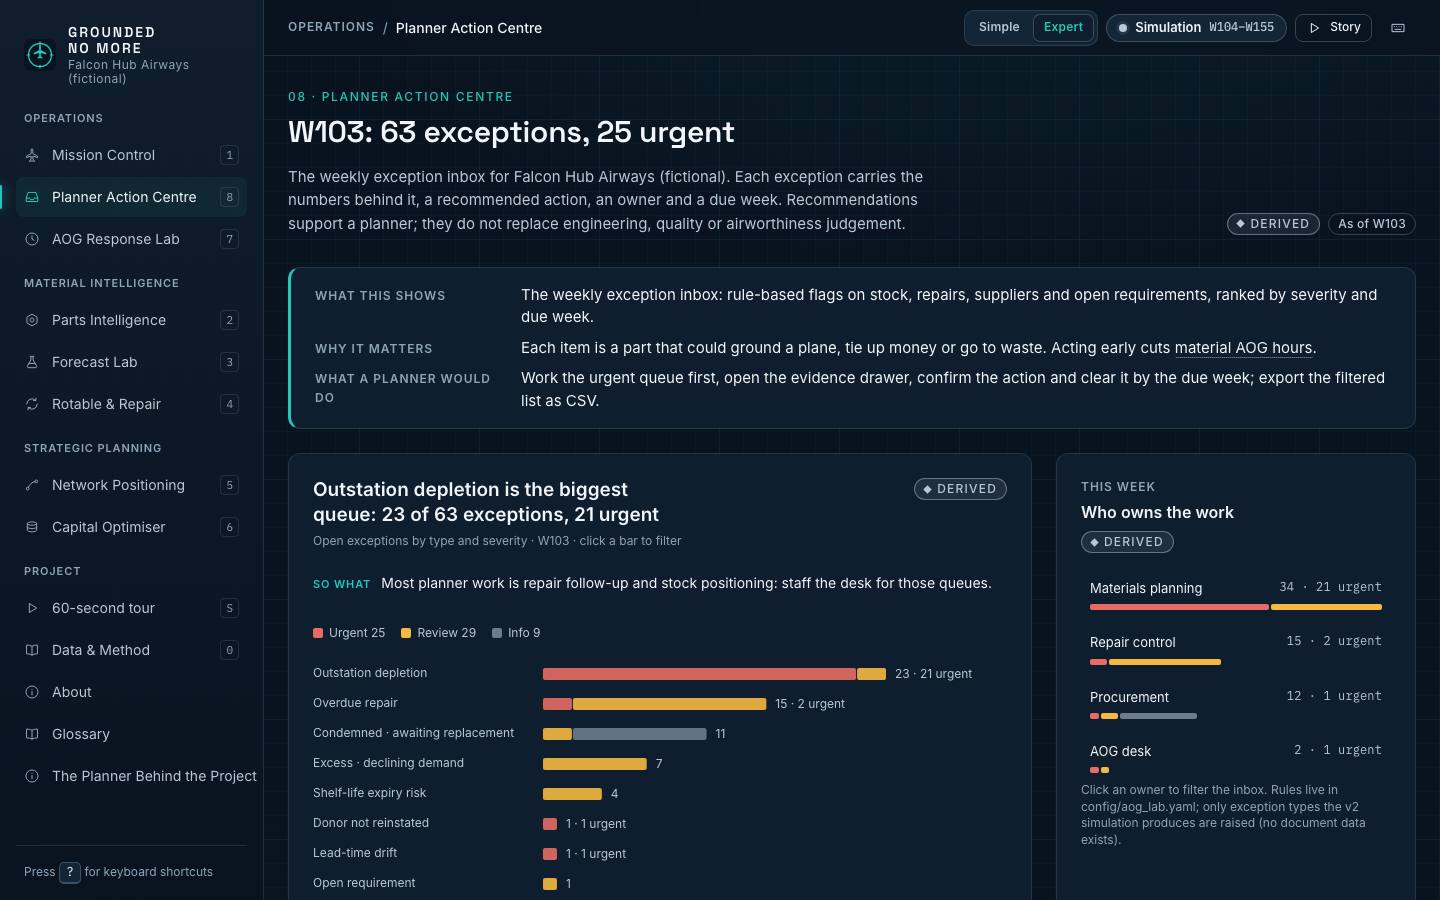 GROUNDED
NO MORE
Falcon Hub Airways
(fictional)
OPERATIONS
Mission Control 1
Planner Action Centre 8
AOG Response Lab 7
MATERIAL INTELLIGENCE
Parts Intelligence 2
Forecast Lab 3
Rotable & Repair 4
STRATEGIC PLANNING
Network Positioning 5
Capital Optimiser 6
PROJECT
60-second tour S
Data & Method 0
About
Glossary
The Planner Behind the Project
Press ? for keyboard shortcuts
OPERATIONS / Planner Action Centre
Simple Expert Simulation W104–W155 Story
08 · PLANNER ACTION CENTRE
W103: 63 exceptions, 25 urgent
The weekly exception inbox for Falcon Hub Airways (fictional). Each exception carries the
numbers behind it, a recommended action, an owner and a due week. Recommendations
support a planner; they do not replace engineering, quality or airworthiness judgement.
◆ DERIVED As of W103
WHAT THIS SHOWS
The weekly exception inbox: rule-based flags on stock, repairs, suppliers and open requirements, ranked by severity and
due week.
WHY IT MATTERS
Each item is a part that could ground a plane, tie up money or go to waste. Acting early cuts material AOG hours.
WHAT A PLANNER WOULD
DO
Work the urgent queue first, open the evidence drawer, confirm the action and clear it by the due week; export the filtered
list as CSV.
Outstation depletion is the biggest
queue: 23 of 63 exceptions, 21 urgent
◆ DERIVED
Open exceptions by type and severity · W103 · click a bar to filter
SO WHAT Most planner work is repair follow-up and stock positioning: staff the desk for those queues.
Urgent 25 Review 29 Info 9
Outstation depletion 23 · 21 urgent
Overdue repair 15 · 2 urgent
Condemned · awaiting replacement 11
Excess · declining demand 7
Shelf-life expiry risk 4
Donor not reinstated 1 · 1 urgent
Lead-time drift 1 · 1 urgent
Open requirement 1
THIS WEEK
Who owns the work
◆ DERIVED
Materials planning 34 · 21 urgent
Repair control 15 · 2 urgent
Procurement 12 · 1 urgent
AOG desk 2 · 1 urgent
Click an owner to filter the inbox. Rules live in
config/aog_lab.yaml; only exception types the v2
simulation produces are raised (no document data
exists).